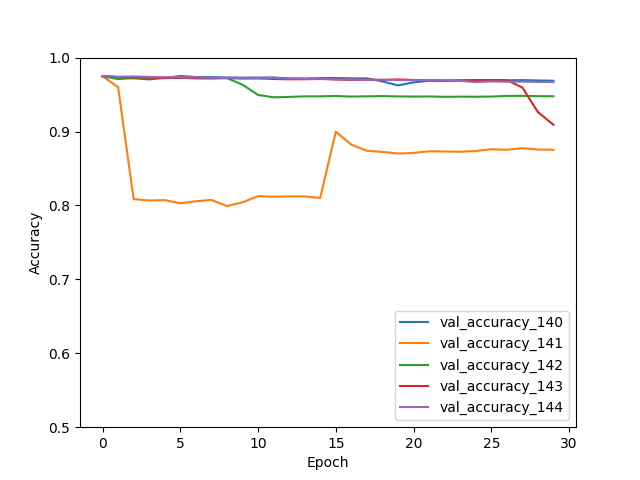 1.0
0.9
0.8
0.7
0.6
0.5
Accuracy
val_accuracy_140
val_accuracy_141
val_accuracy_142
val_accuracy_143
val_accuracy_144
0 5 10 15 20 25 30
Epoch